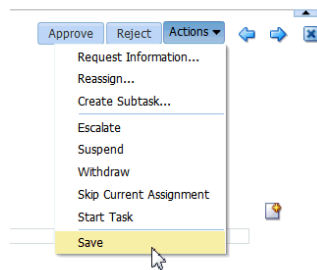 Approve Reject Actions
Request Information...
Reassign...
Create Subtask...
Escalate
Suspend
Withdraw
Skip Current Assignment
Start Task
Save